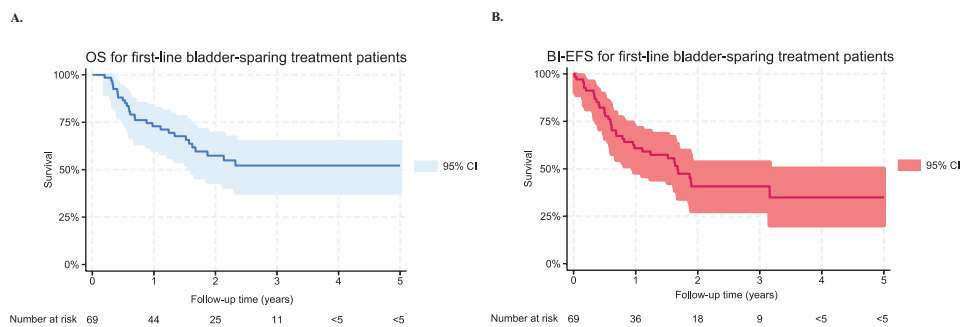 A.
OS for first-line bladder-sparing treatment patients
100%
75%
50%
25%
0%
Survival
95% CI
0 1 2 3 4 5
Follow-up time (years)
Number at risk 69 44 25 11 <5 <5
B.
BI-EFS for first-line bladder-sparing treatment patients
100%
75%
50%
25%
0%
Survival
95% CI
0 1 2 3 4 5
Follow-up time (years)
Number at risk 69 36 18 9 <5 <5